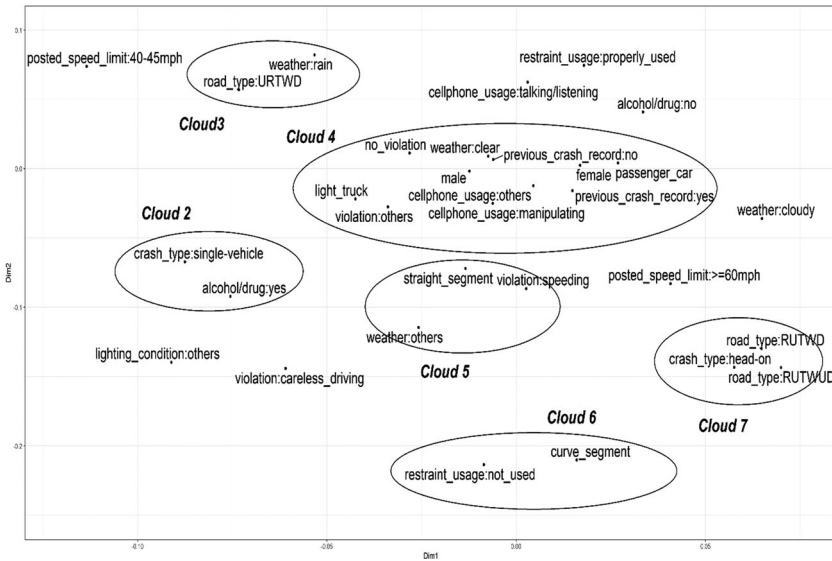 0.1
posted_speed_limit:40-45mph
weather:rain
restraint_usage:properly_used
road_type:URTWD
cellphone_usage:talking/listening
alcohol/drug:no
Cloud3
Cloud 4
no_violation
weather:clear
previous_crash_record:no
0.0
male
female
passenger_car
light_truck
cellphone_usage:others
previous_crash_record:yes
Cloud 2
violation:others
cellphone_usage:manipulating
weather:cloudy
crash_type:single-vehicle
straight_segment
violation:speeding
posted_speed_limit:>=60mph
alcohol/drug:yes
Dim2
-0.1
weather:others
road_type:RUTWD
lighting_condition:others
crash_type:head-on
violation:careless_driving
Cloud 5
road_type:RUTWUD
Cloud 6
Cloud 7
-0.2
curve_segment
restraint_usage:not_used
-0.10
-0.05
0.00
0.05
Dim1